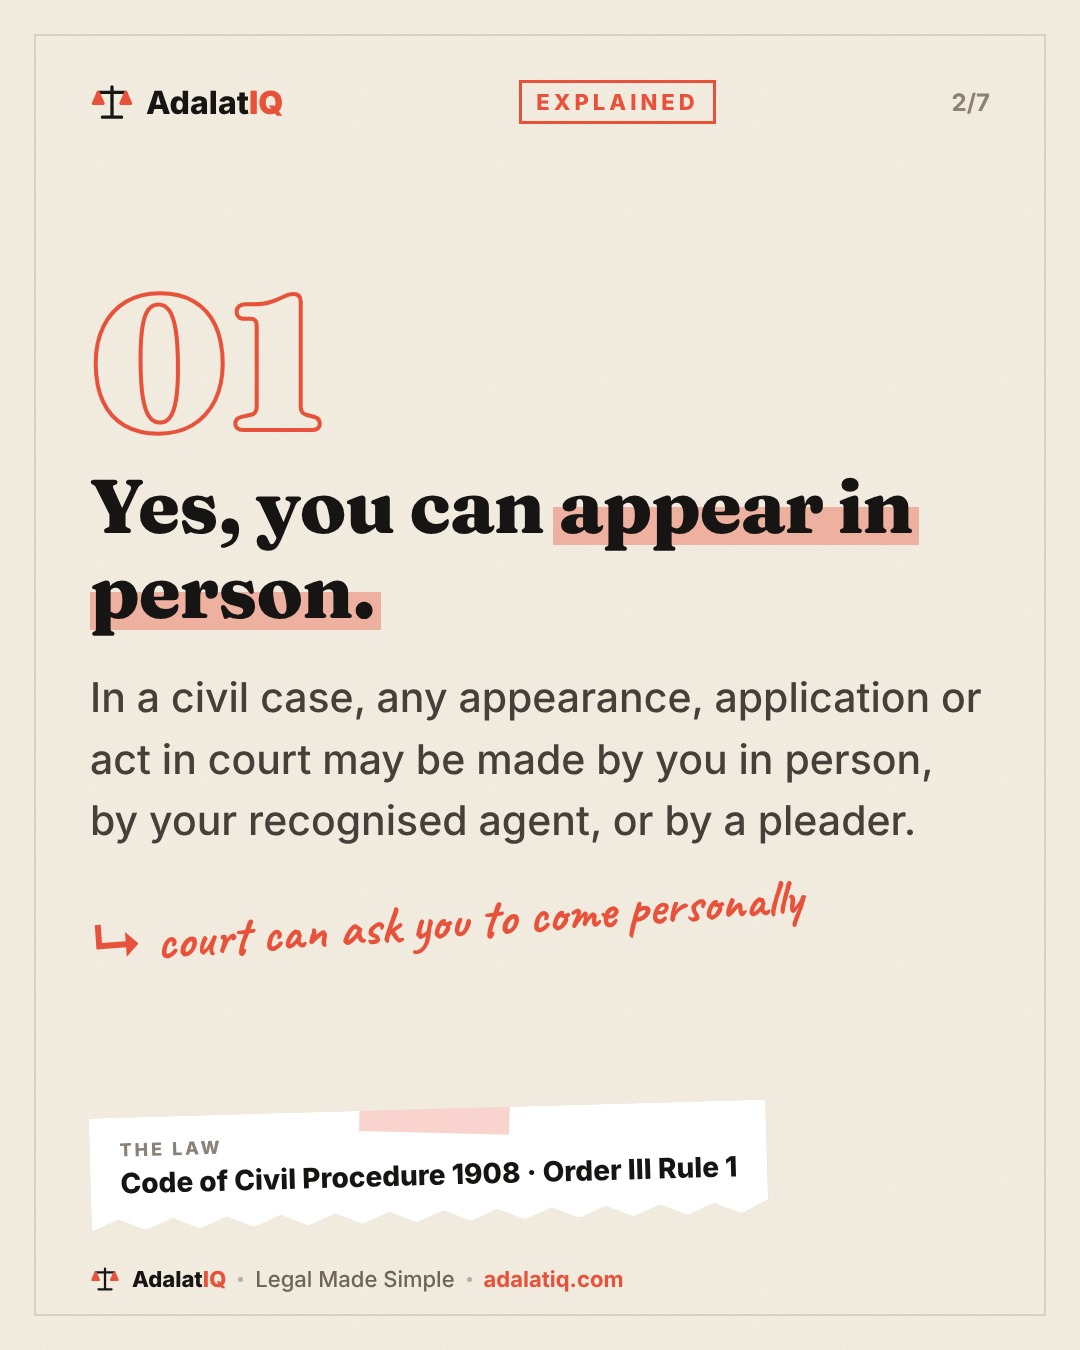 AdalatIQ
EXPLAINED
2/7
01
Yes, you can appear in
person.
In a civil case, any appearance, application or
act in court may be made by you in person,
by your recognised agent, or by a pleader.
↳ court can ask you to come personally
THE LAW
Code of Civil Procedure 1908 · Order III Rule 1
AdalatIQ • Legal Made Simple • adalatiq.com